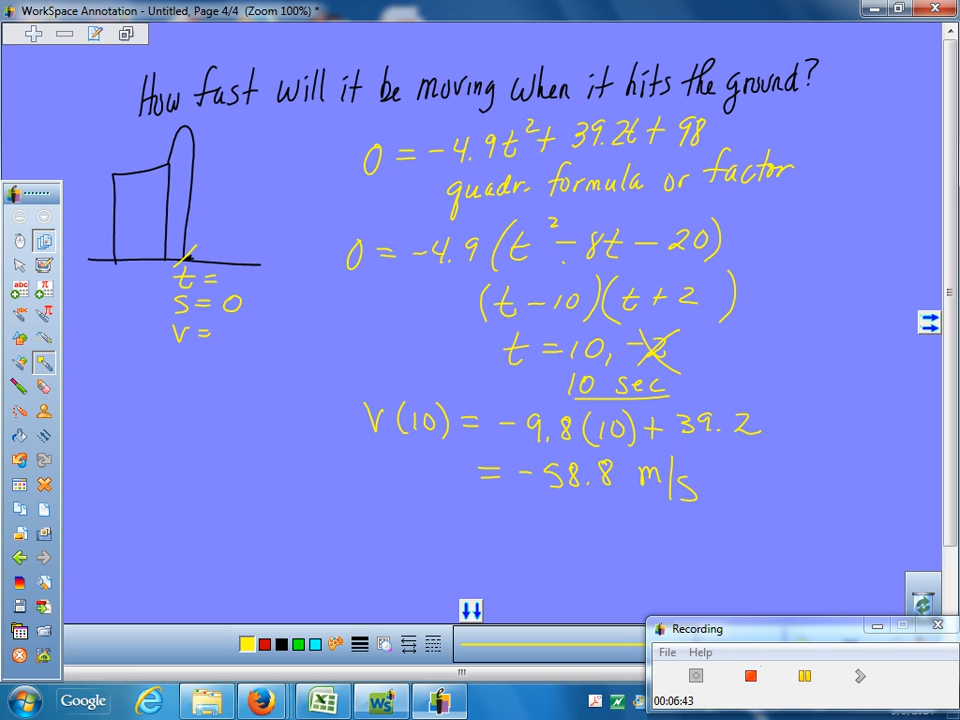 WorkSpace Annotation - Untitled, Page 4/4 (Zoom 100%) *
How fast will it be moving when it hits the ground?
0 = -4.9t² + 39.2t + 98
quadr. formula or factor
0 = -4.9 (t² - 8t - 20)
(t - 10)(t + 2 )
t = 10, -2
10 sec
t =
s = 0
v =
V(10) = -9.8(10) + 39.2
= -58.8 m/s
abc
π
abc
π
Recording
File Help
00:06:43
Google
Ws